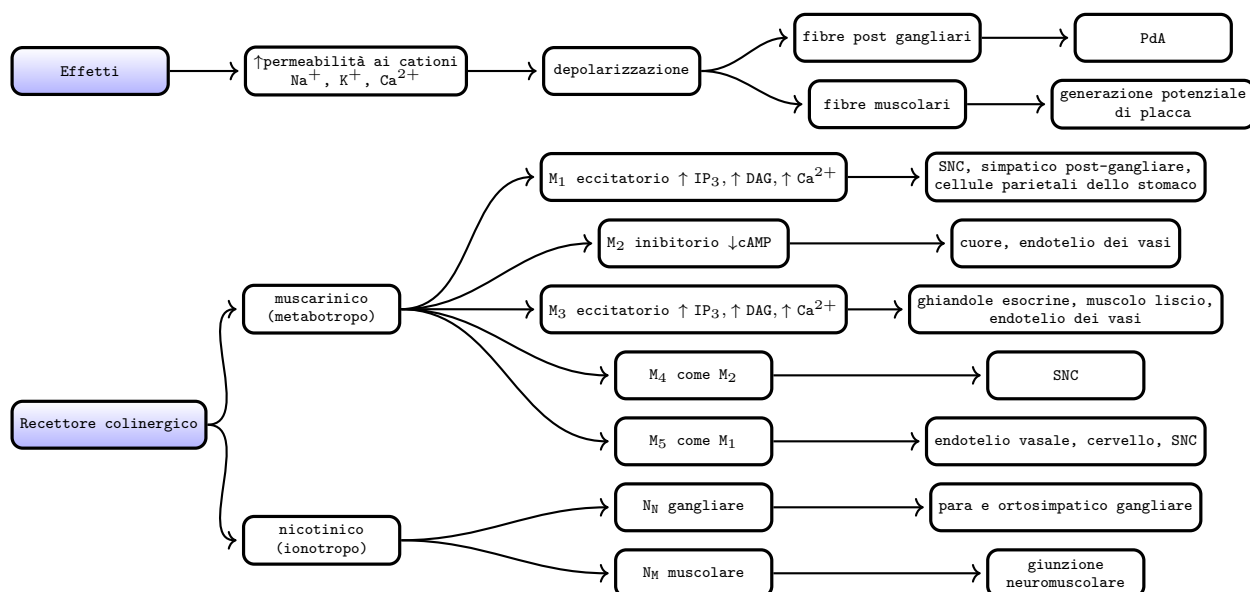 Effetti
↑permeabilità ai cationi
Na⁺, K⁺, Ca²⁺
depolarizzazione
fibre post gangliari
PdA
fibre muscolari
generazione potenziale
di placca
Recettore colinergico
muscarinico
(metabotropo)
M₁ eccitatorio ↑ IP₃, ↑ DAG, ↑ Ca²⁺
SNC, simpatico post-gangliare,
cellule parietali dello stomaco
M₂ inibitorio ↓cAMP
cuore, endotelio dei vasi
M₃ eccitatorio ↑ IP₃, ↑ DAG, ↑ Ca²⁺
ghiandole esocrine, muscolo liscio,
endotelio dei vasi
M₄ come M₂
SNC
M₅ come M₁
endotelio vasale, cervello, SNC
nicotinico
(ionotropo)
N_N gangliare
para e ortosimpatico gangliare
N_M muscolare
giunzione
neuromuscolare